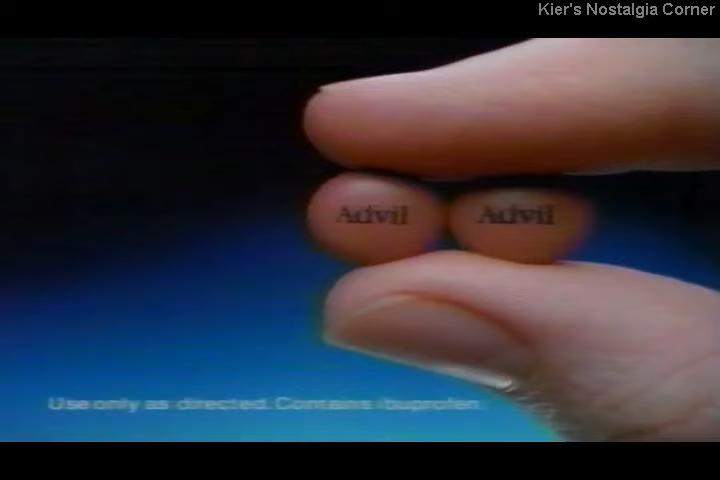 Kier's Nostalgia Corner
Advil Advil
Use only as directed. Contains ibuprofen.